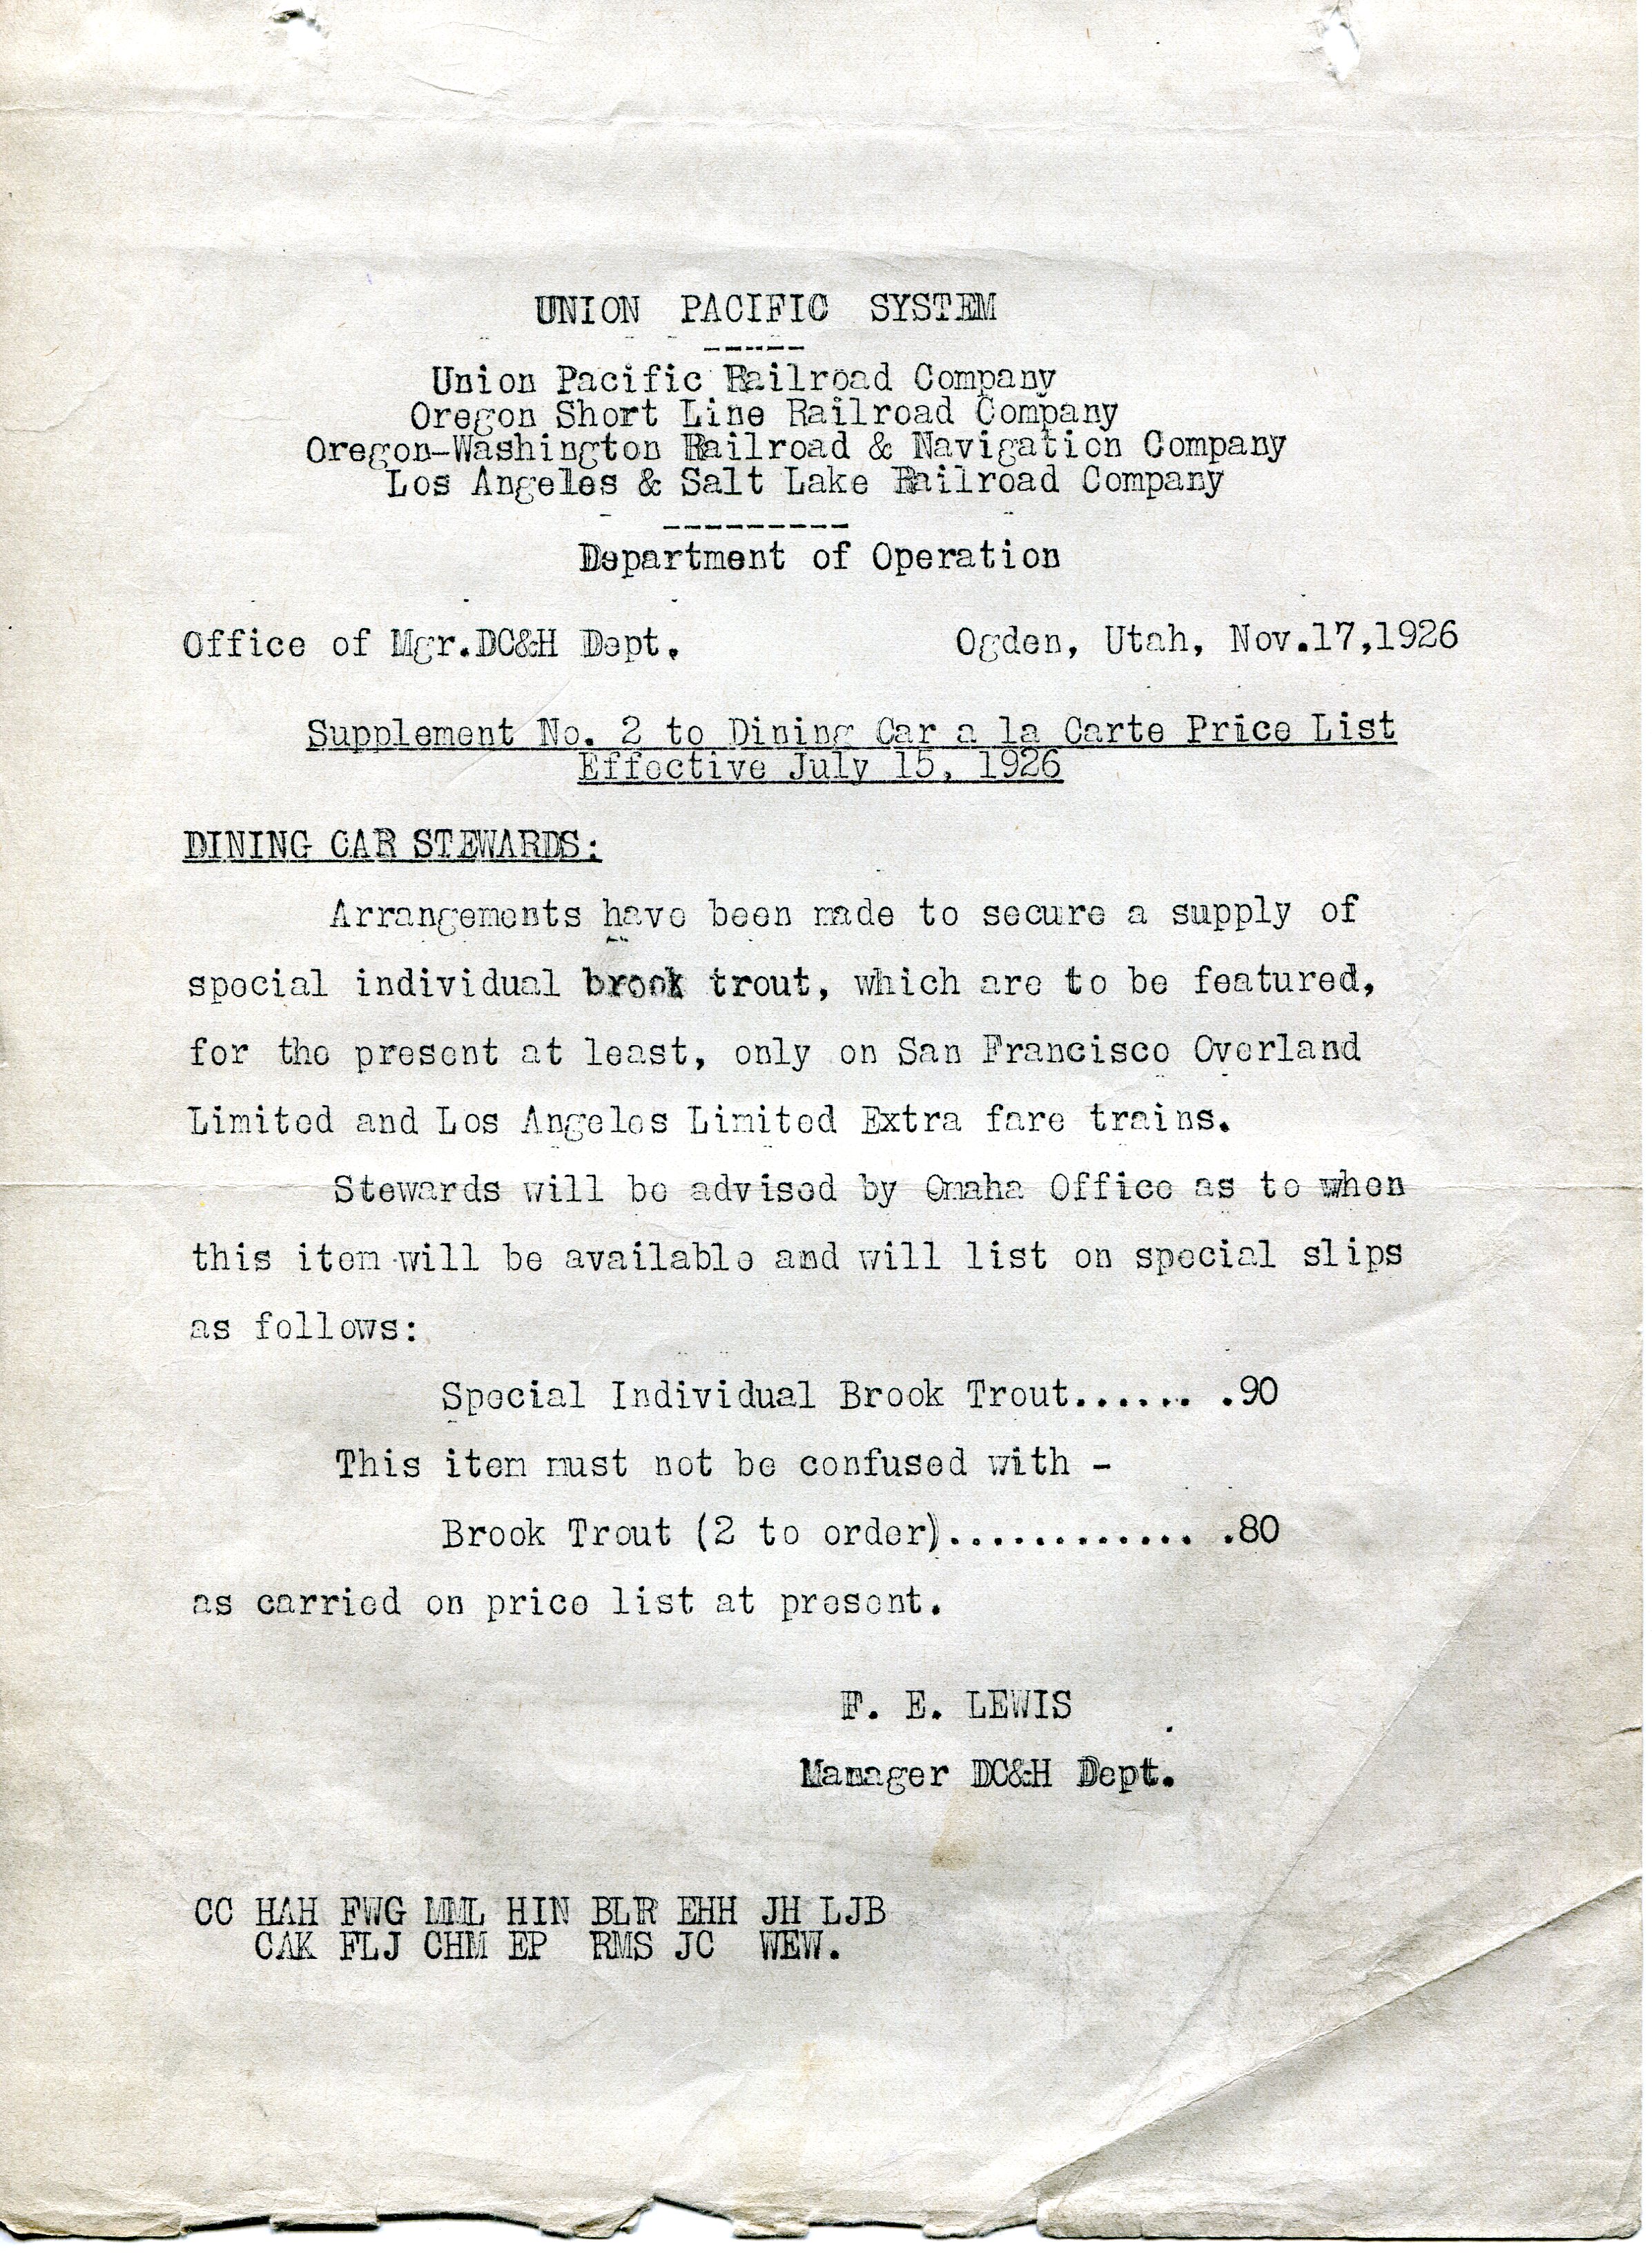 UNION PACIFIC SYSTEM
-----
Union Pacific Railroad Company
Oregon Short Line Railroad Company
Oregon-Washington Railroad & Navigation Company
Los Angeles & Salt Lake Railroad Company
---------
Department of Operation
Office of Mgr.DC&H Dept. Ogden, Utah, Nov.17,1926
Supplement No. 2 to Dining Car a la Carte Price List
Effective July 15, 1926
DINING CAR STEWARDS:
Arrangements have been made to secure a supply of
special individual brook trout, which are to be featured,
for the present at least, only on San Francisco Overland
Limited and Los Angeles Limited Extra fare trains.
Stewards will be advised by Omaha Office as to when
this item will be available and will list on special slips
as follows:
Special Individual Brook Trout...... .90
This item must not be confused with -
Brook Trout (2 to order)............. .80
as carried on price list at present.
F. E. LEWIS
Manager DC&H Dept.
CC HAH FWG MML HIN BLR EHH JH LJB
CAK FLJ CHM EP RMS JC WEW.